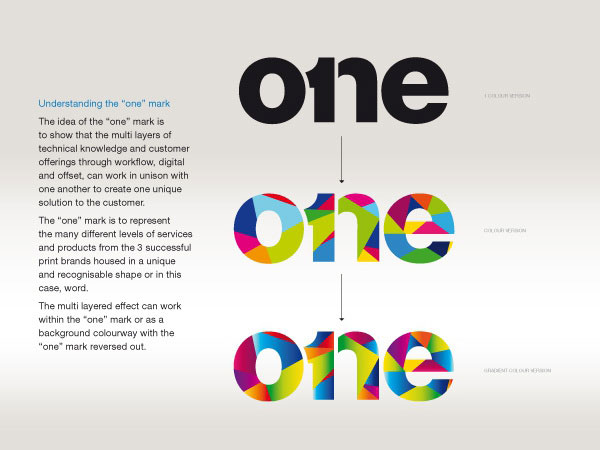 Understanding the “one” mark
The idea of the “one” mark is
to show that the multi layers of
technical knowledge and customer
offerings through workflow, digital
and offset, can work in unison with
one another to create one unique
solution to the customer.
The “one” mark is to represent
the many different levels of services
and products from the 3 successful
print brands housed in a unique
and recognisable shape or in this
case, word.
The multi layered effect can work
within the “one” mark or as a
background colourway with the
“one” mark reversed out.
one
1 COLOUR VERSION
one
COLOUR VERSION
one
GRADIENT COLOUR VERSION